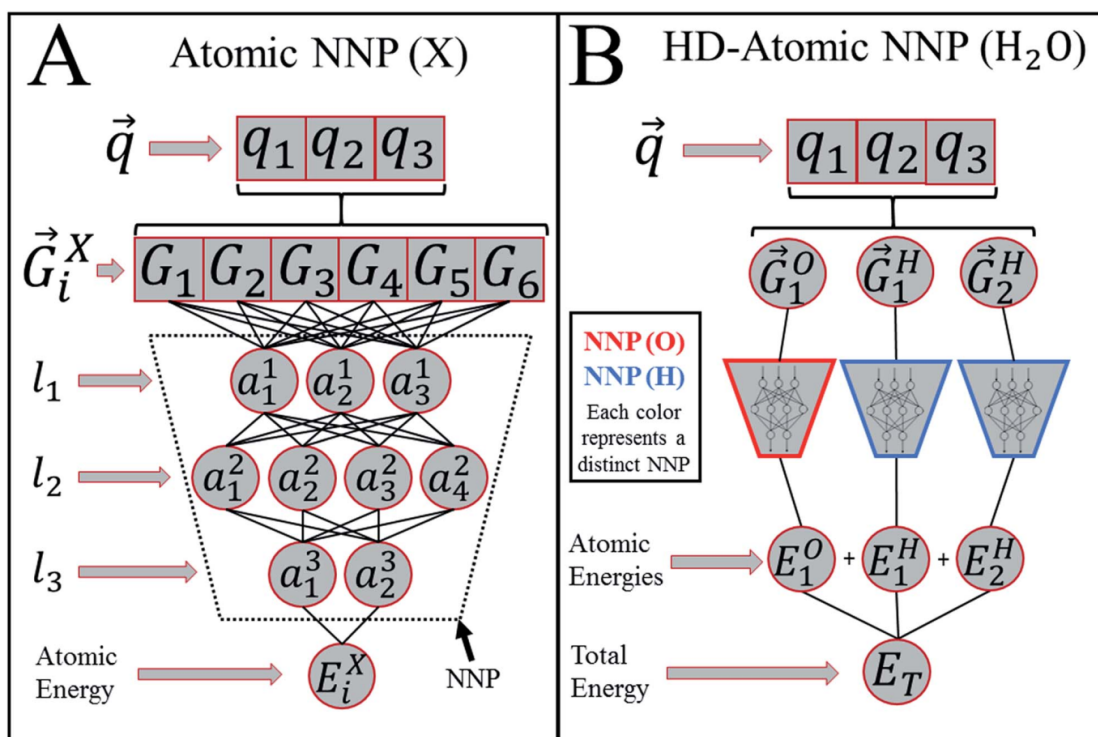 A Atomic NNP (X)
q⃗ q₁ q₂ q₃
G⃗ᵢˣ G₁ G₂ G₃ G₄ G₅ G₆
l₁ a₁¹ a₂¹ a₃¹
l₂ a₁² a₂² a₃² a₄²
l₃ a₁³ a₂³
Atomic
Energy
Eᵢˣ
NNP
B HD-Atomic NNP (H₂O)
q⃗ q₁ q₂ q₃
G⃗₁ᴼ G⃗₁ᴴ G⃗₂ᴴ
NNP (O)
NNP (H)
Each color
represents a
distinct NNP
Atomic
Energies
E₁ᴼ + E₁ᴴ + E₂ᴴ
Total
Energy
E_T